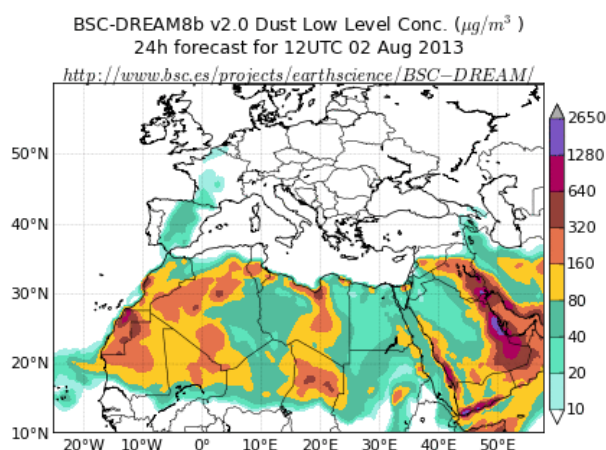 BSC-DREAM8b v2.0 Dust Low Level Conc. (μg/m³ )
24h forecast for 12UTC 02 Aug 2013
http://www.bsc.es/projects/earthscience/BSC−DREAM/
50°N
40°N
30°N
20°N
10°N
20°W
10°W
0°
10°E
20°E
30°E
40°E
50°E
2650
1280
640
320
160
80
40
20
10